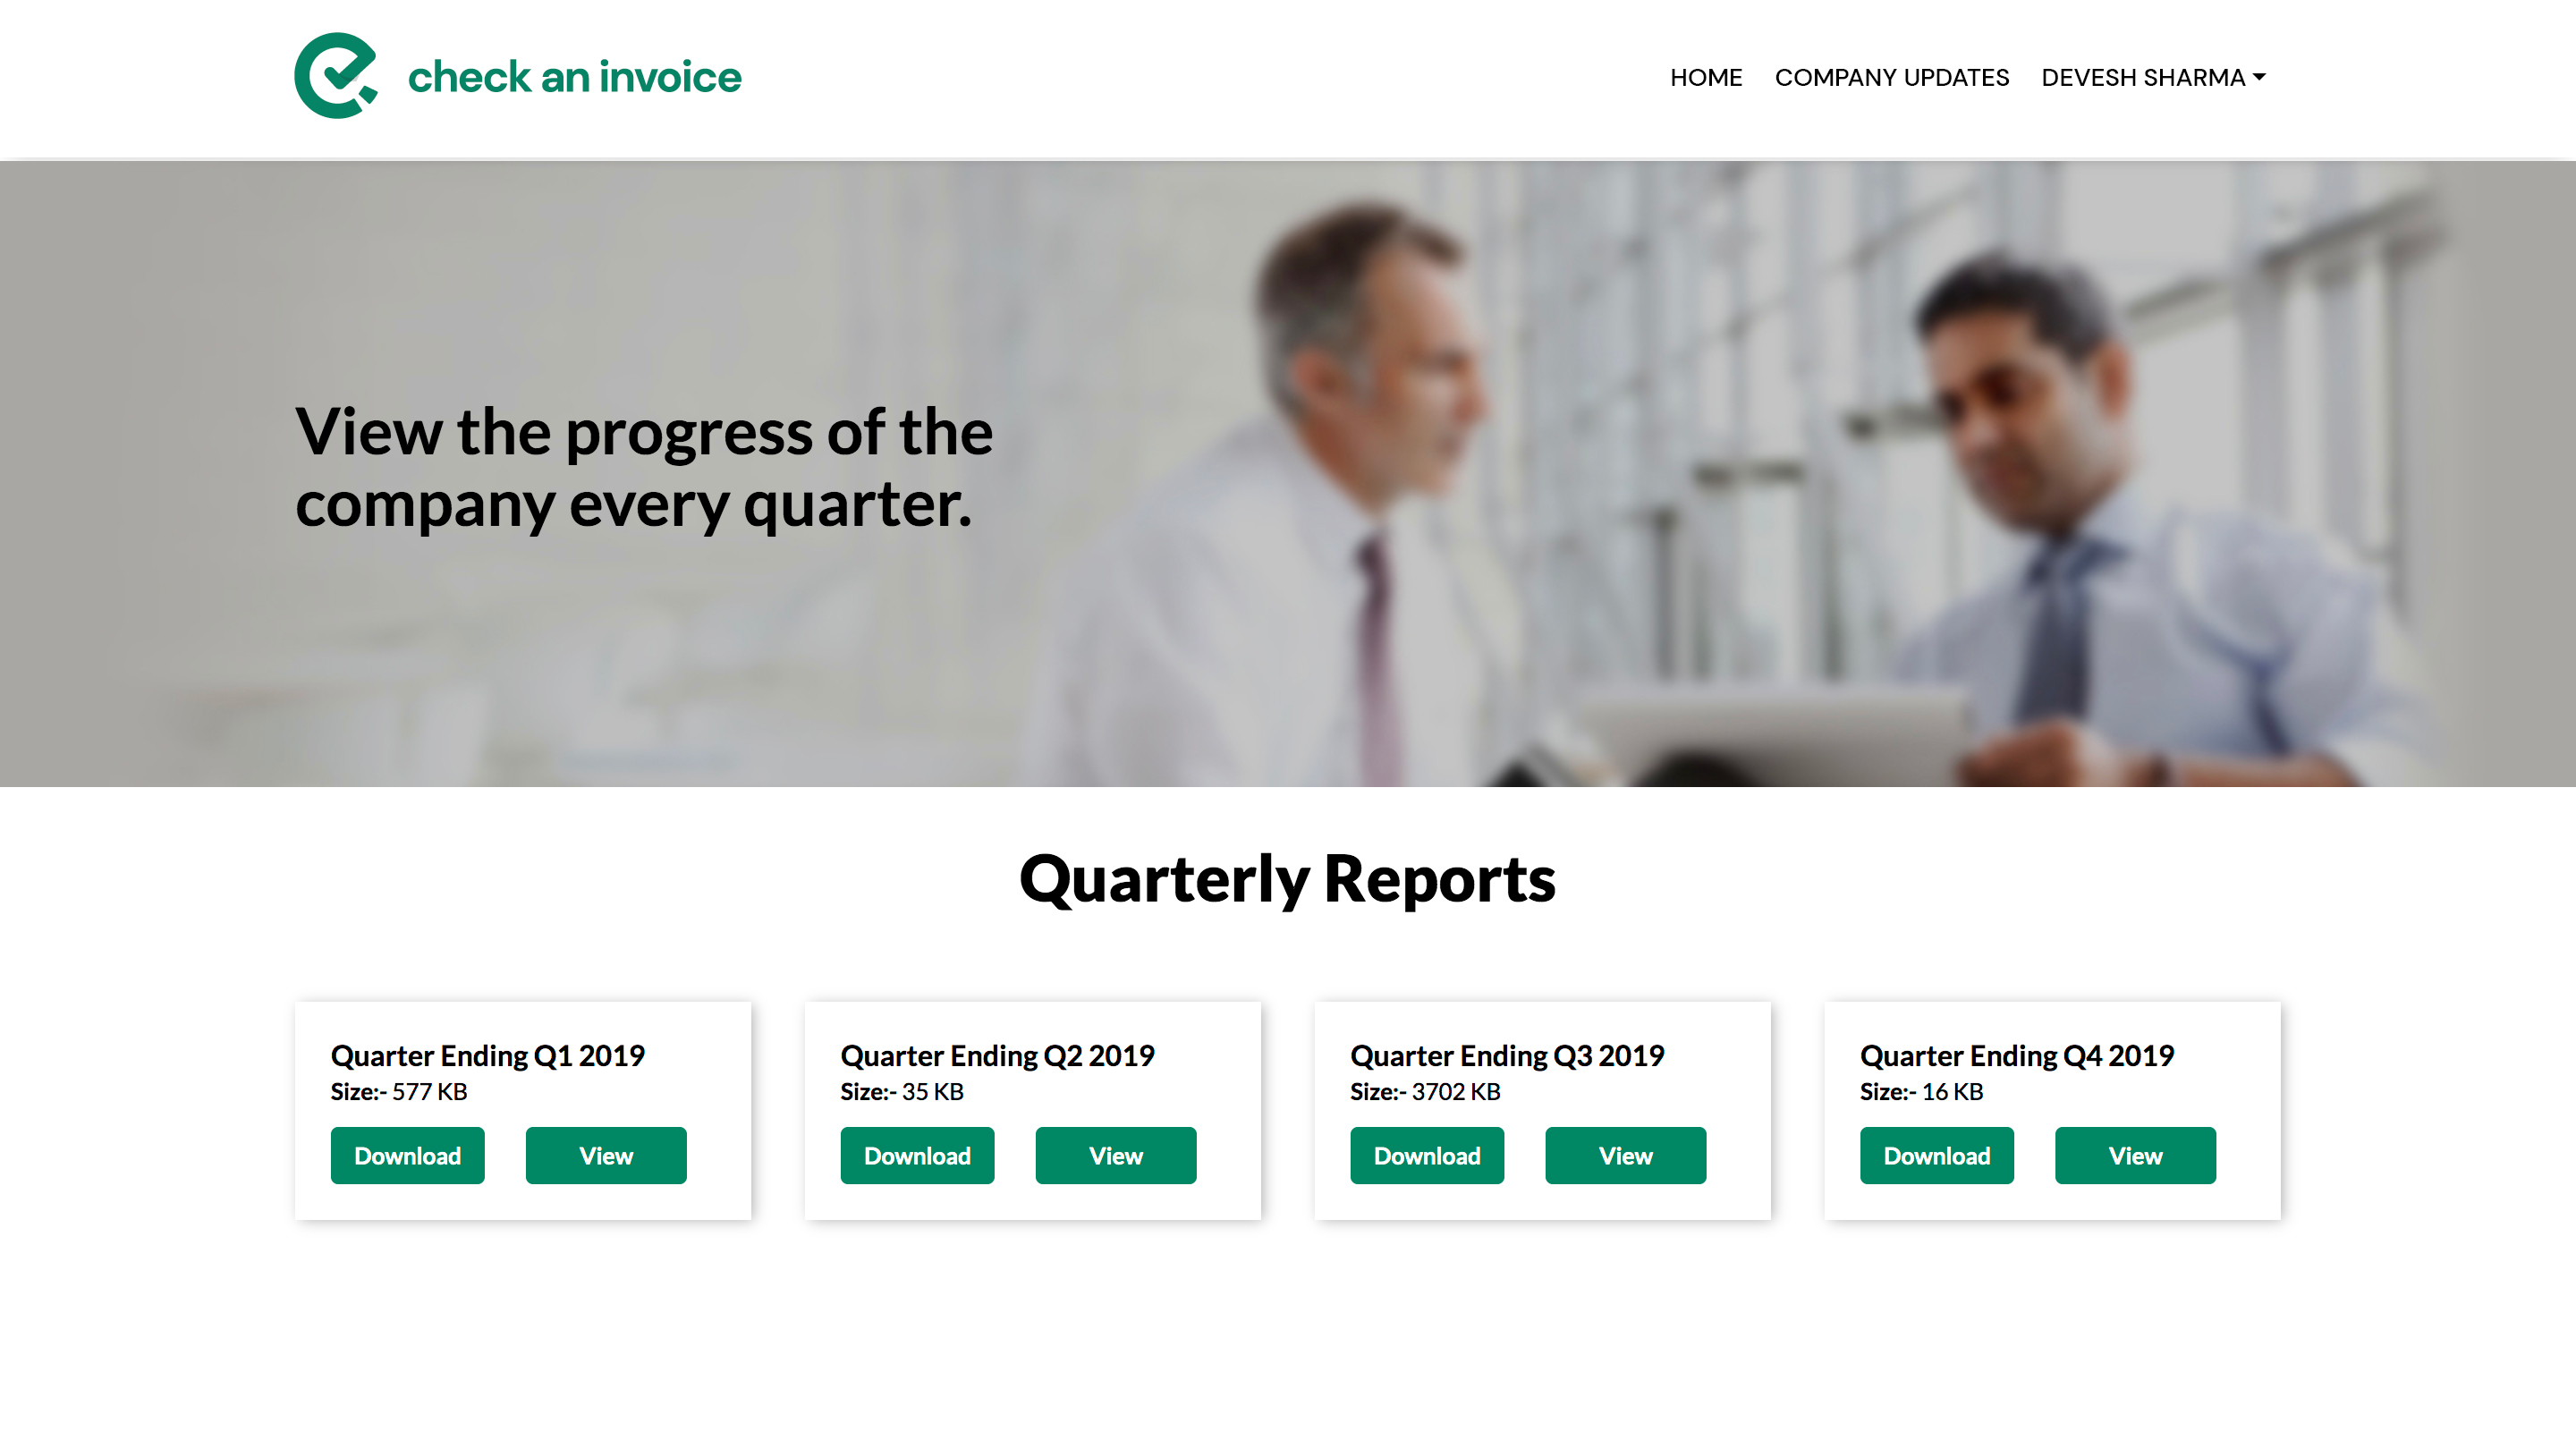 check an invoice
HOME COMPANY UPDATES DEVESH SHARMA
View the progress of the
company every quarter.
Quarterly Reports
Quarter Ending Q1 2019
Size:- 577 KB
Download View
Quarter Ending Q2 2019
Size:- 35 KB
Download View
Quarter Ending Q3 2019
Size:- 3702 KB
Download View
Quarter Ending Q4 2019
Size:- 16 KB
Download View